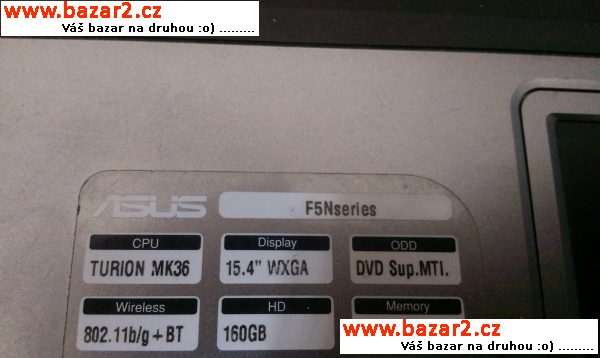 www.bazar2.cz
Váš bazar na druhou :o) .........
ASUS
F5Nseries
CPU
Display
ODD
TURION MK36
15.4" WXGA
DVD Sup.MTI.
Wireless
HD
Memory
802.11b/g+BT
160GB
www.bazar2.cz
Váš bazar na druhou :o) .........